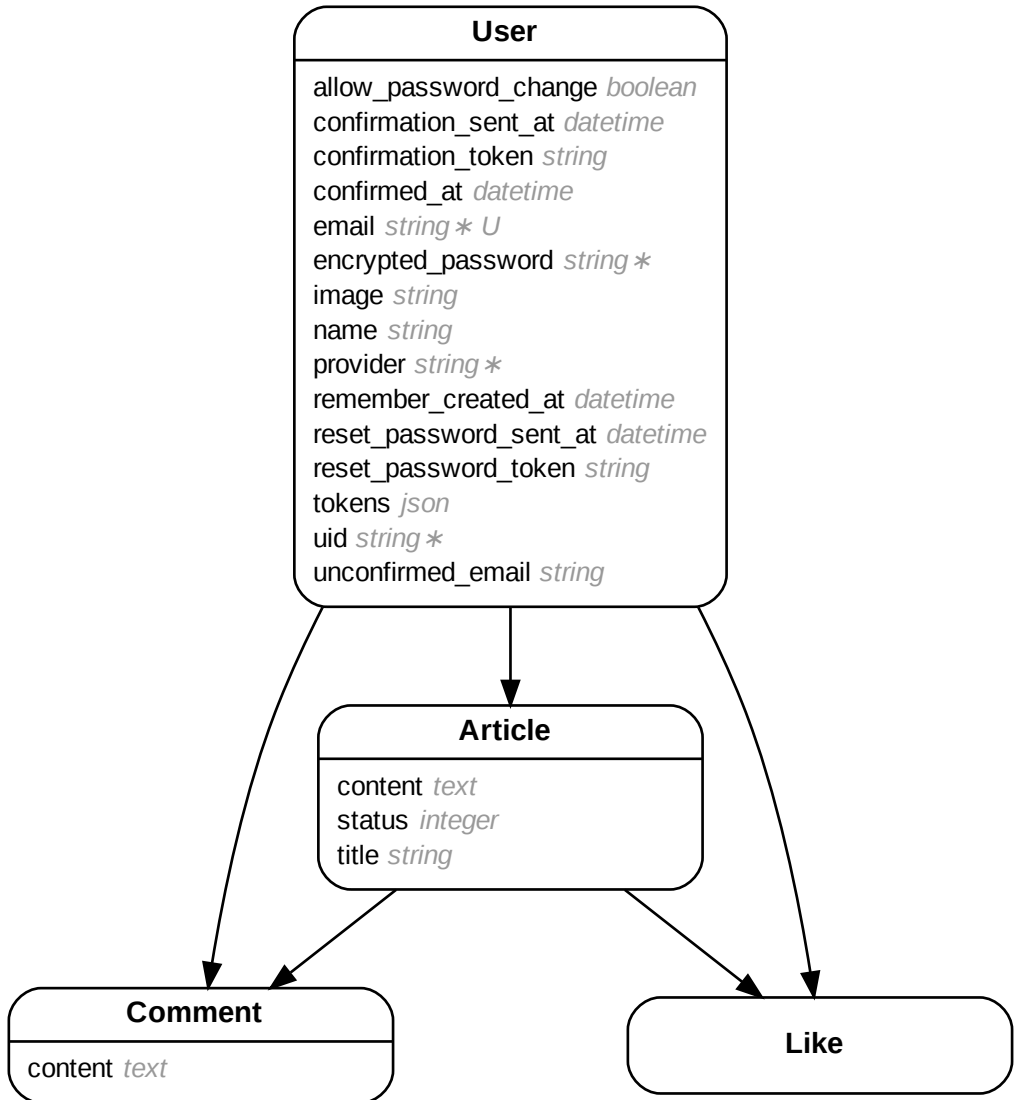 User
allow_password_change boolean
confirmation_sent_at datetime
confirmation_token string
confirmed_at datetime
email string∗ U
encrypted_password string∗
image string
name string
provider string∗
remember_created_at datetime
reset_password_sent_at datetime
reset_password_token string
tokens json
uid string∗
unconfirmed_email string
Article
content text
status integer
title string
Comment
content text
Like